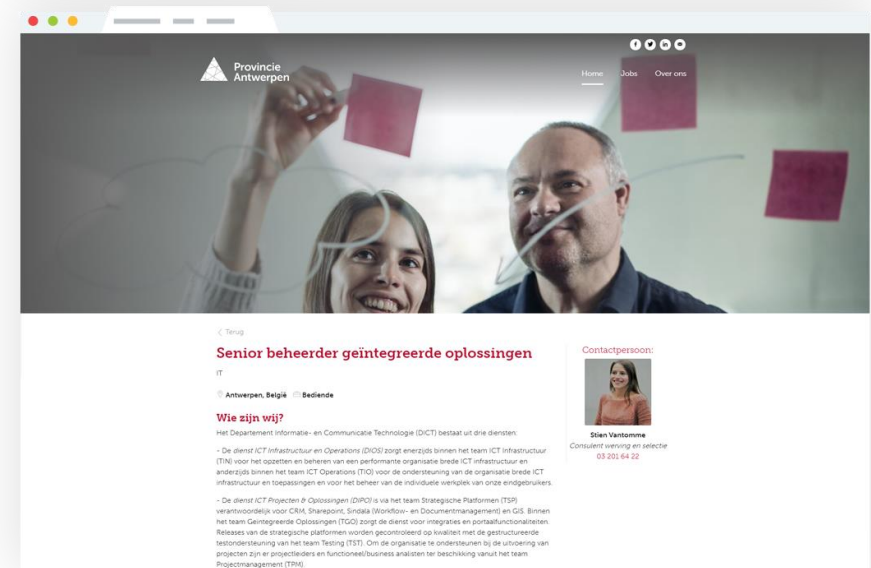 Provincie
Antwerpen
Home Jobs Over ons
Terug
Senior beheerder geïntegreerde oplossingen
IT
Antwerpen, België Bediende
Wie zijn wij?
Het Departement Informatie- en Communicatie Technologie (DICT) bestaat uit drie diensten:
- De dienst ICT Infrastructuur en Operations (DIOS) zorgt enerzijds binnen het team ICT Infrastructuur
(TIN) voor het opzetten en beheren van een performante organisatie brede ICT infrastructuur en
anderzijds binnen het team ICT Operations (TIO) voor de ondersteuning van de organisatie brede ICT
infrastructuur en toepassingen en voor het beheer van de individuele werkplek van onze eindgebruikers.
- De dienst ICT Projecten & Oplossingen (DIPO) is via het team Strategische Platformen (TSP)
verantwoordelijk voor CRM, Sharepoint, Sindala (Workflow- en Documentmanagement) en GIS. Binnen
het team Geïntegreerde Oplossingen (TGO) zorgt de dienst voor integraties en portaalfunctionaliteiten.
Releases van de strategische platformen worden gecontroleerd op kwaliteit met de gestructureerde
testondersteuning van het team Testing (TST). Om de organisatie te ondersteunen bij de uitvoering van
projecten zijn er projectleiders en functioneel/business analisten ter beschikking vanuit het team
Projectmanagement (TPM).
Contactpersoon:
Stien Vantomme
Consulent werving en selectie
03 201 64 22